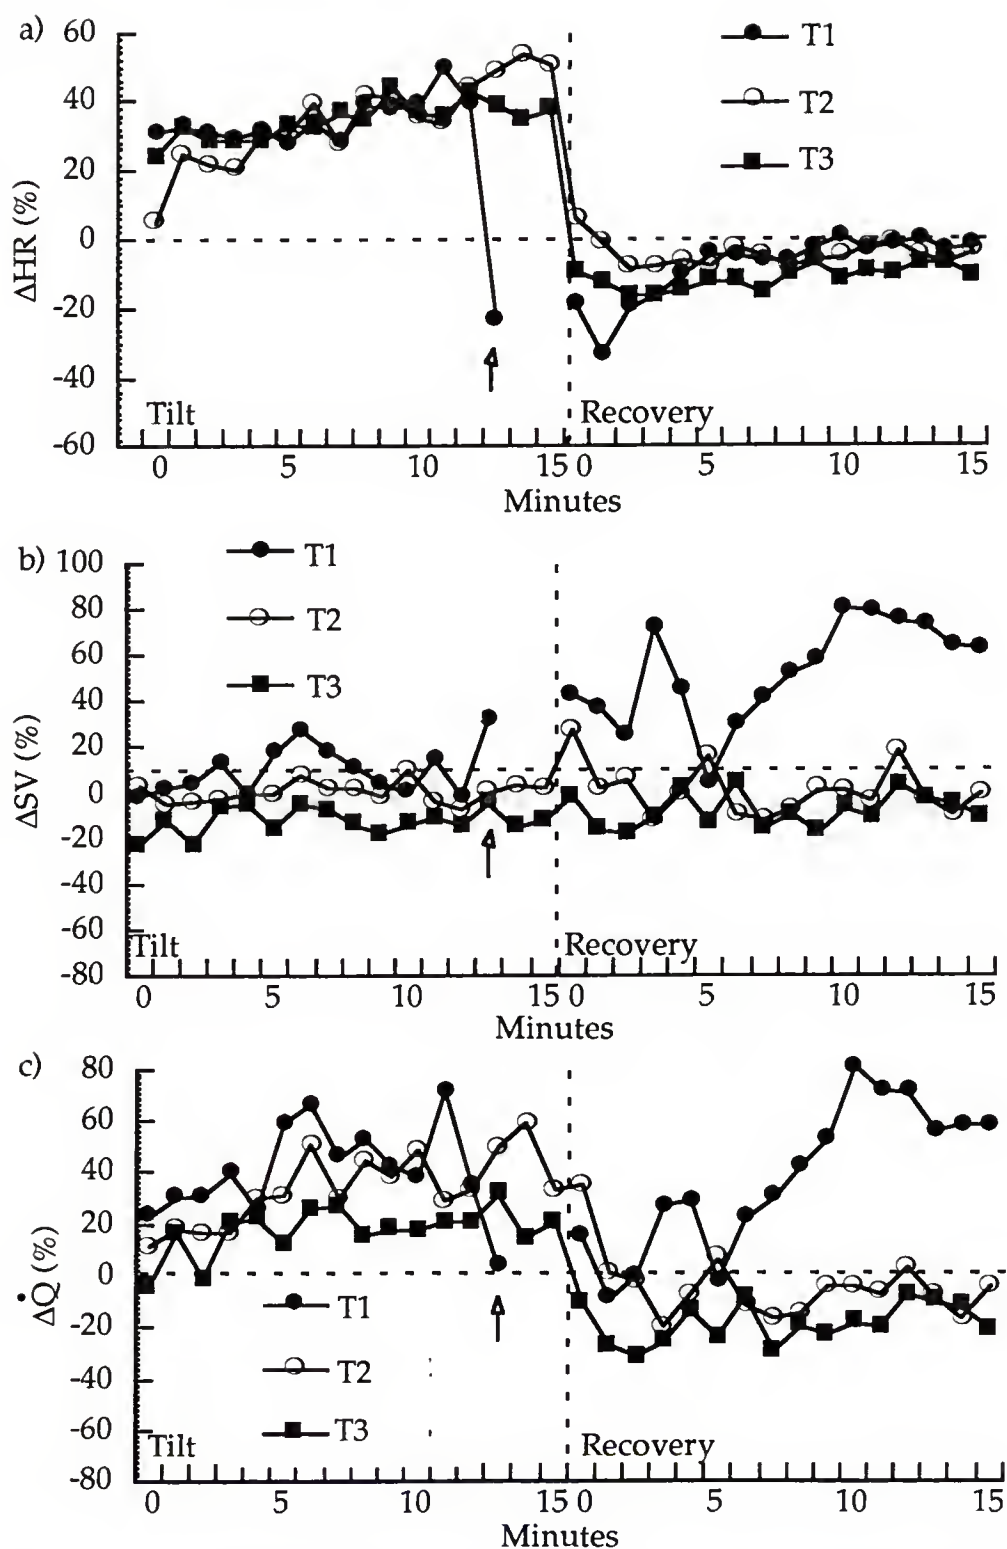 a) 60
40
20
0
-20
-40
-60
ΔHR (%)
T1
T2
T3
Tilt Recovery
0 5 10 15 0 5 10 15
Minutes
b) 100
80
60
40
20
0
-20
-40
-60
-80
ΔSV (%)
T1
T2
T3
Tilt Recovery
0 5 10 15 0 5 10 15
Minutes
c) 80
60
40
20
0
-20
-40
-60
-80
ΔQ̇ (%)
T1
T2
T3
Tilt Recovery
0 5 10 15 0 5 10 15
Minutes